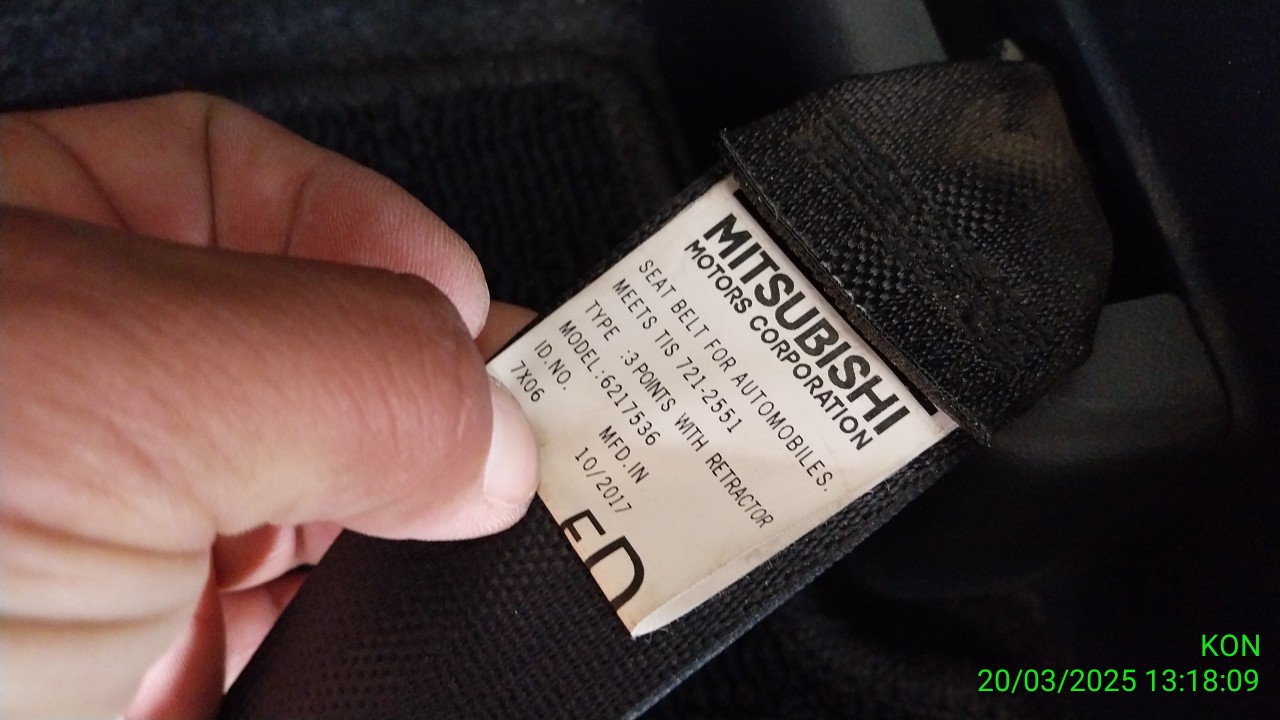 MITSUBISHI
MOTORS CORPORATION
SEAT BELT FOR AUTOMOBILES.
MEETS TIS 721-2551
TYPE :3 POINTS WITH RETRACTOR
MODEL:6217536
ID.NO. MFD.IN
7X06 10/2017
KON
20/03/2025 13:18:09